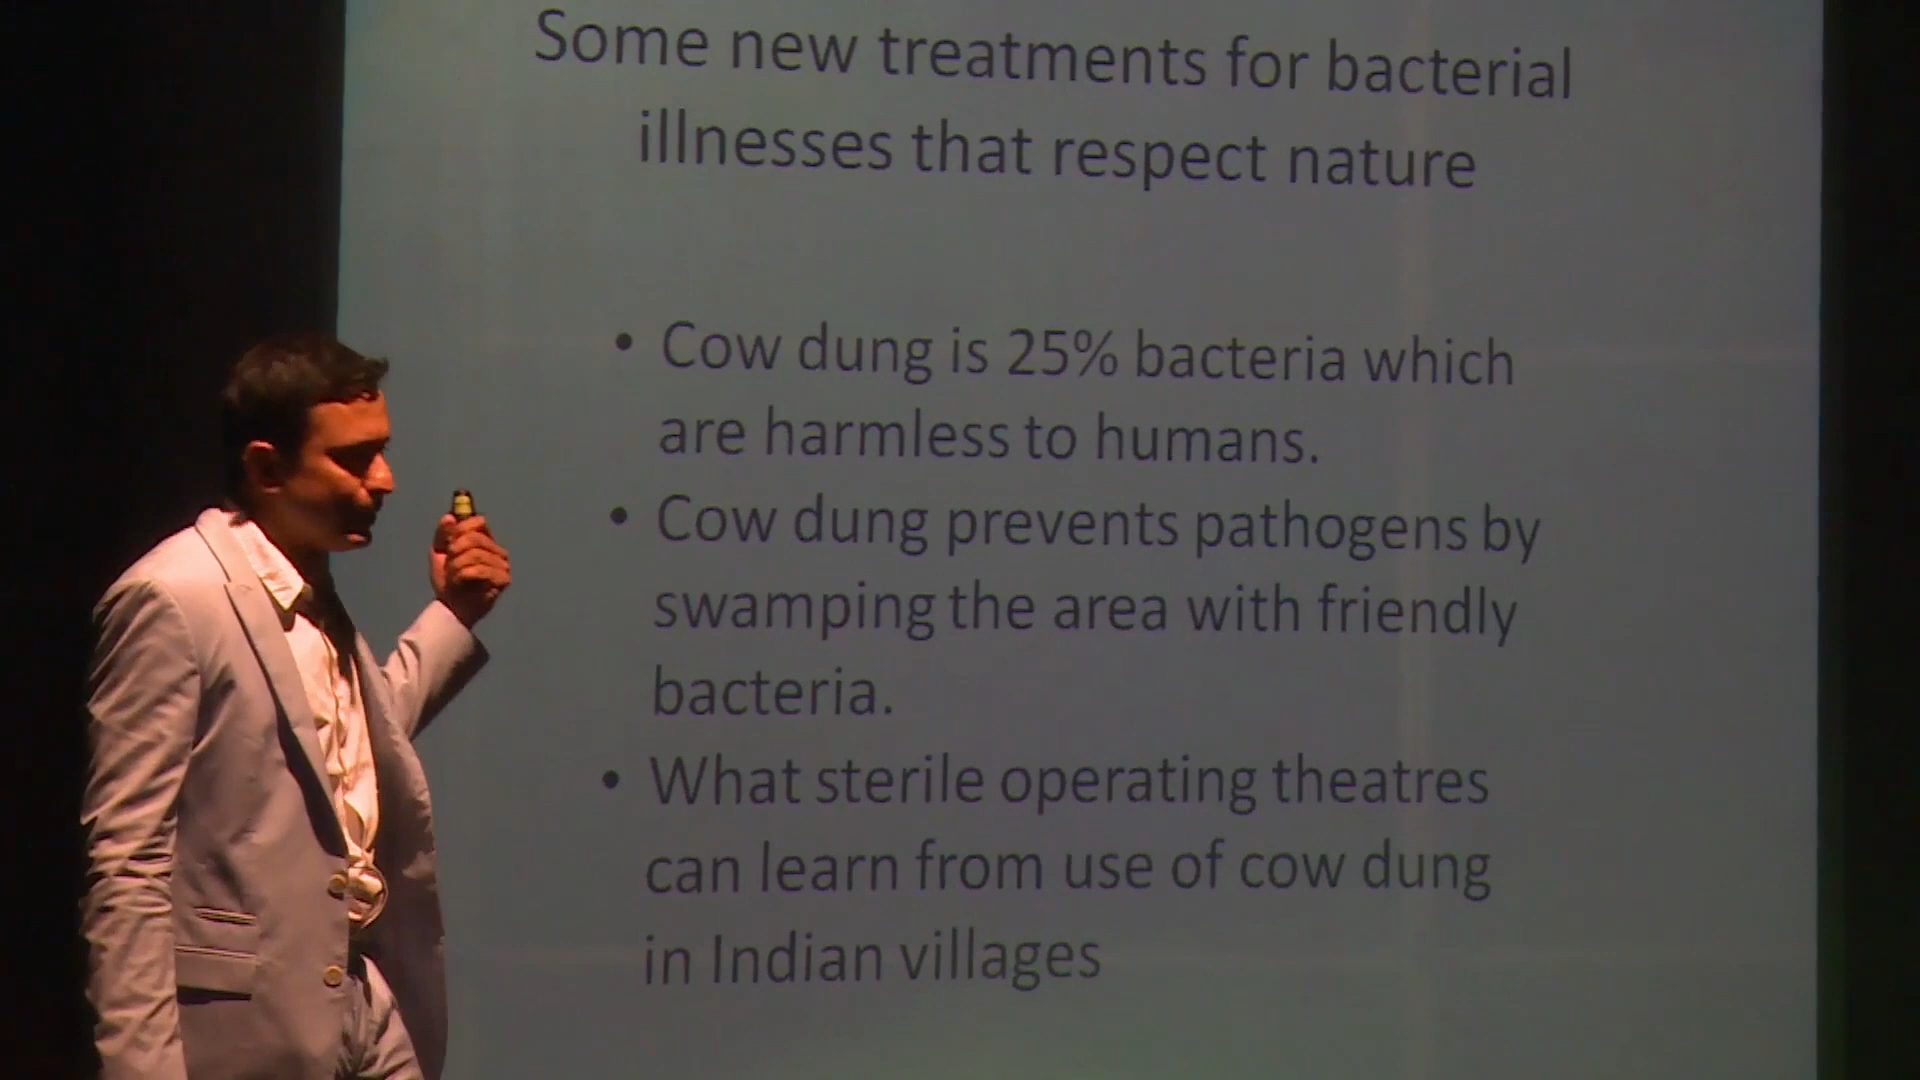 Some new treatments for bacterial
illnesses that respect nature
• Cow dung is 25% bacteria which
are harmless to humans.
• Cow dung prevents pathogens by
swamping the area with friendly
bacteria.
• What sterile operating theatres
can learn from use of cow dung
in Indian villages